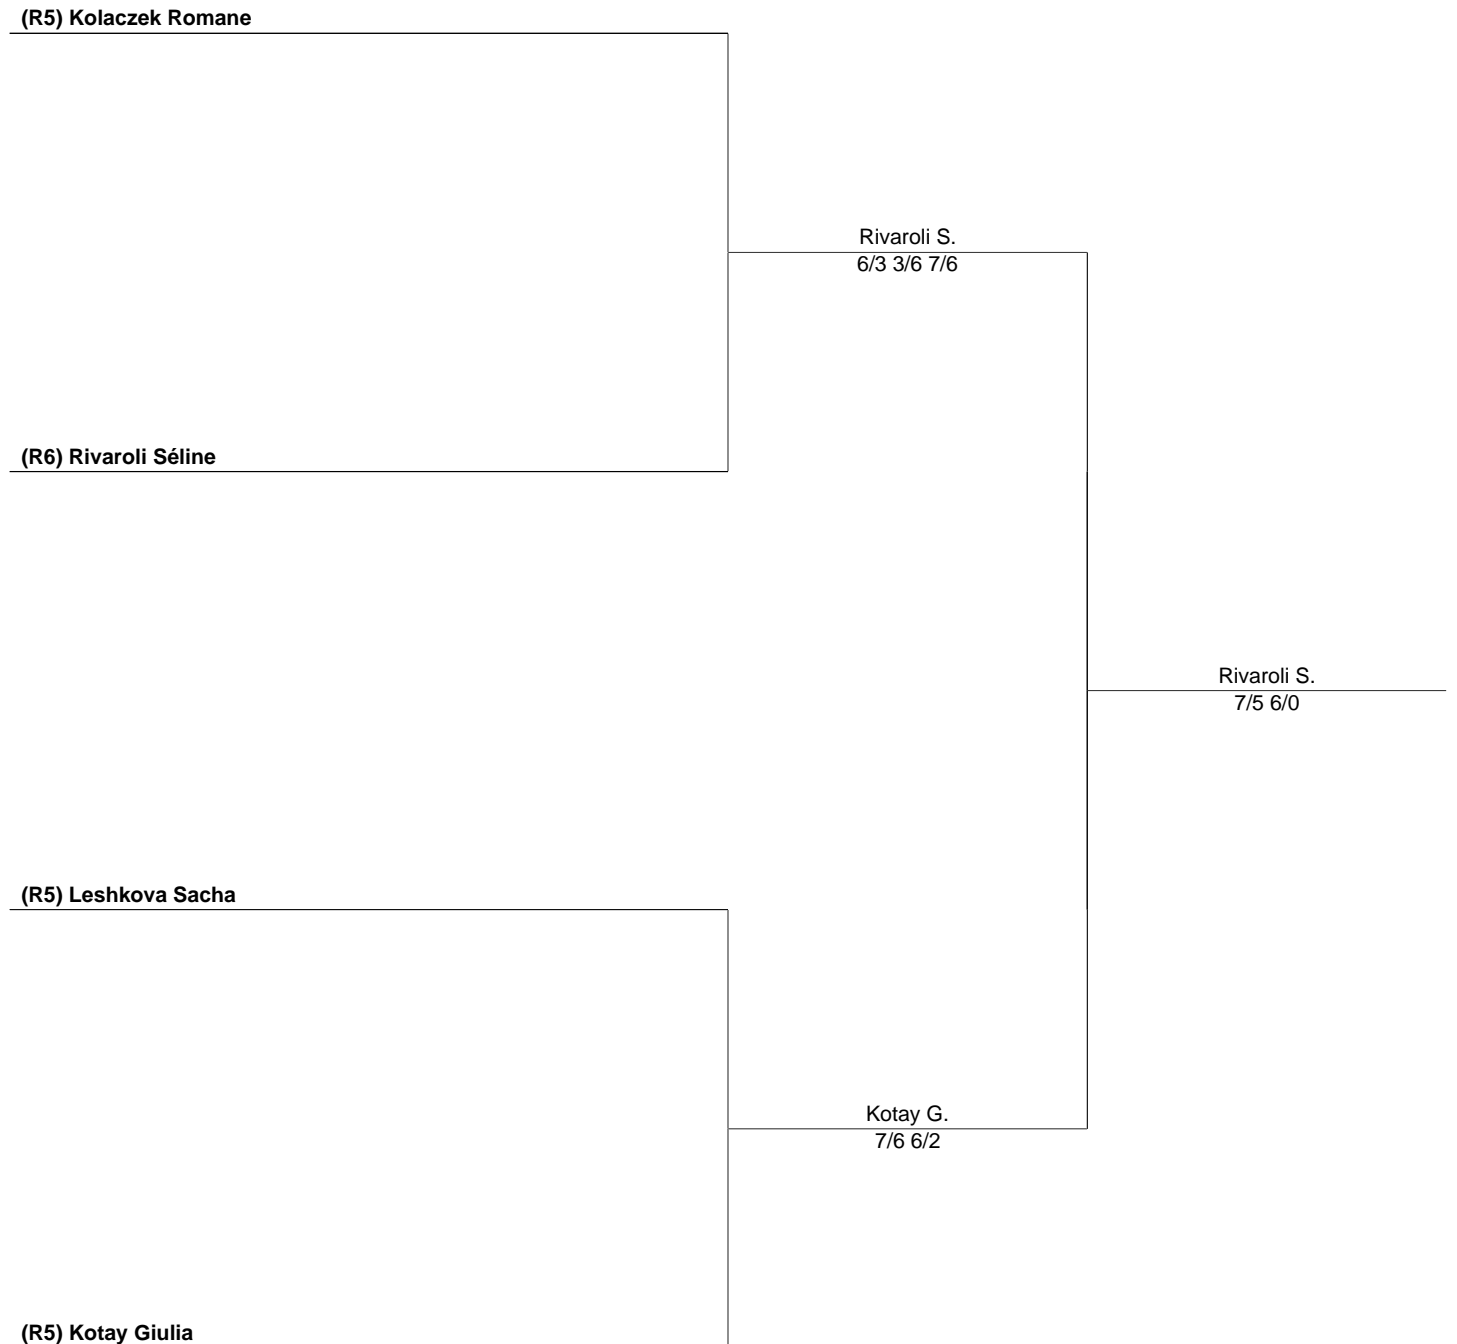 (R5) Kolaczek Romane
Rivaroli S.
6/3 3/6 7/6
(R6) Rivaroli Séline
Rivaroli S.
7/5 6/0
(R5) Leshkova Sacha
Kotay G.
7/6 6/2
(R5) Kotay Giulia